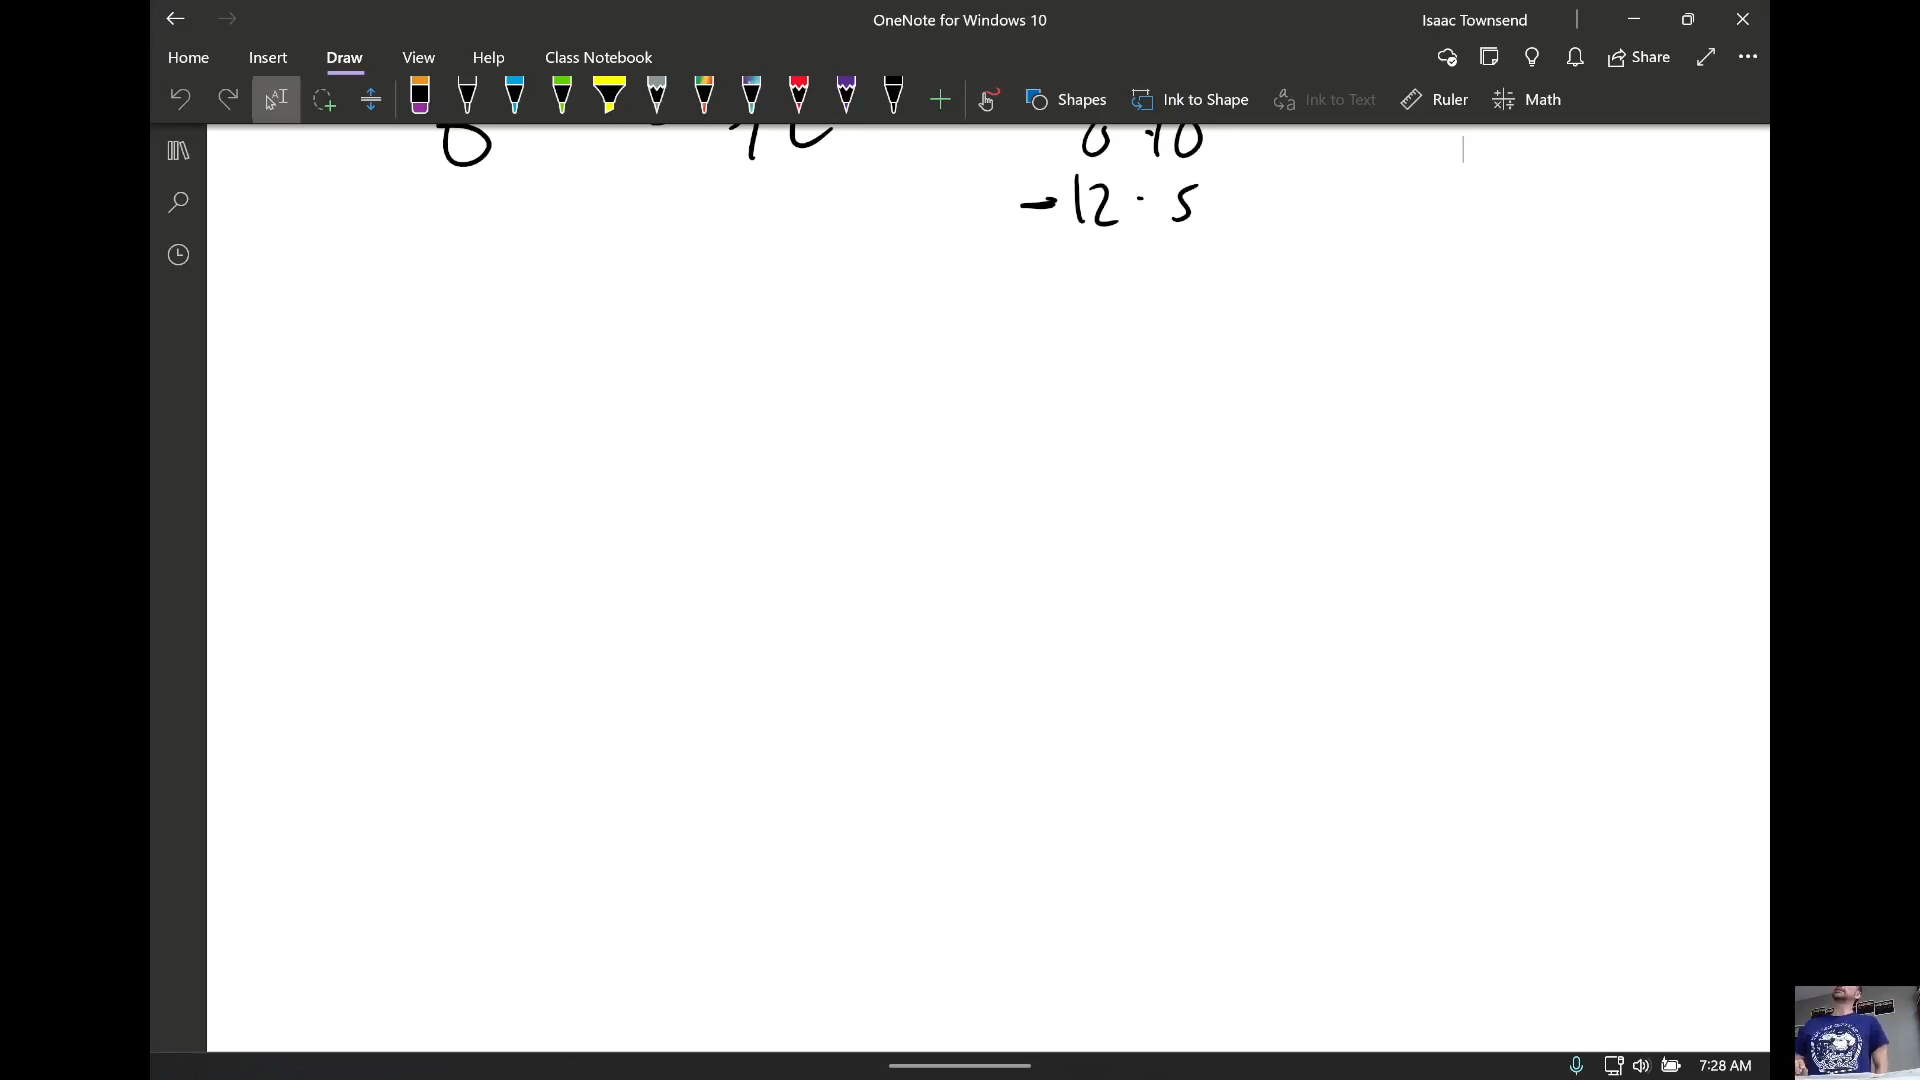 OneNote for Windows 10
Isaac Townsend
Home Insert Draw View Help Class Notebook
Share
Shapes Ink to Shape Ink to Text Ruler Math
-12 · 5
7:28 AM